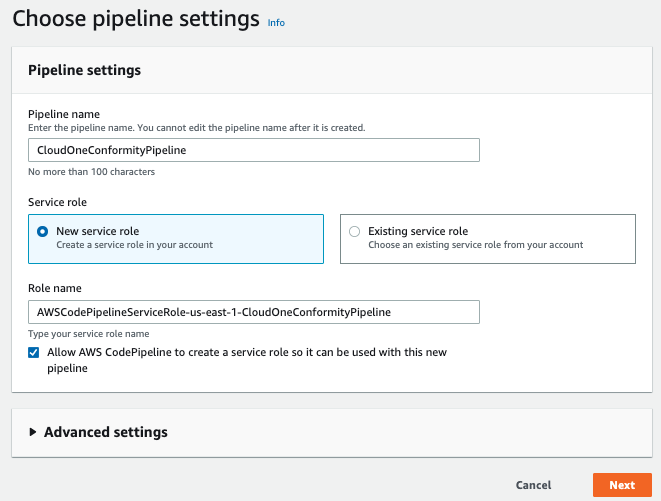 Choose pipeline settings Info
Pipeline settings
Pipeline name
Enter the pipeline name. You cannot edit the pipeline name after it is created.
CloudOneConformityPipeline
No more than 100 characters
Service role
New service role
Create a service role in your account
Existing service role
Choose an existing service role from your account
Role name
AWSCodePipelineServiceRole-us-east-1-CloudOneConformityPipeline
Type your service role name
Allow AWS CodePipeline to create a service role so it can be used with this new
pipeline
Advanced settings
Cancel
Next